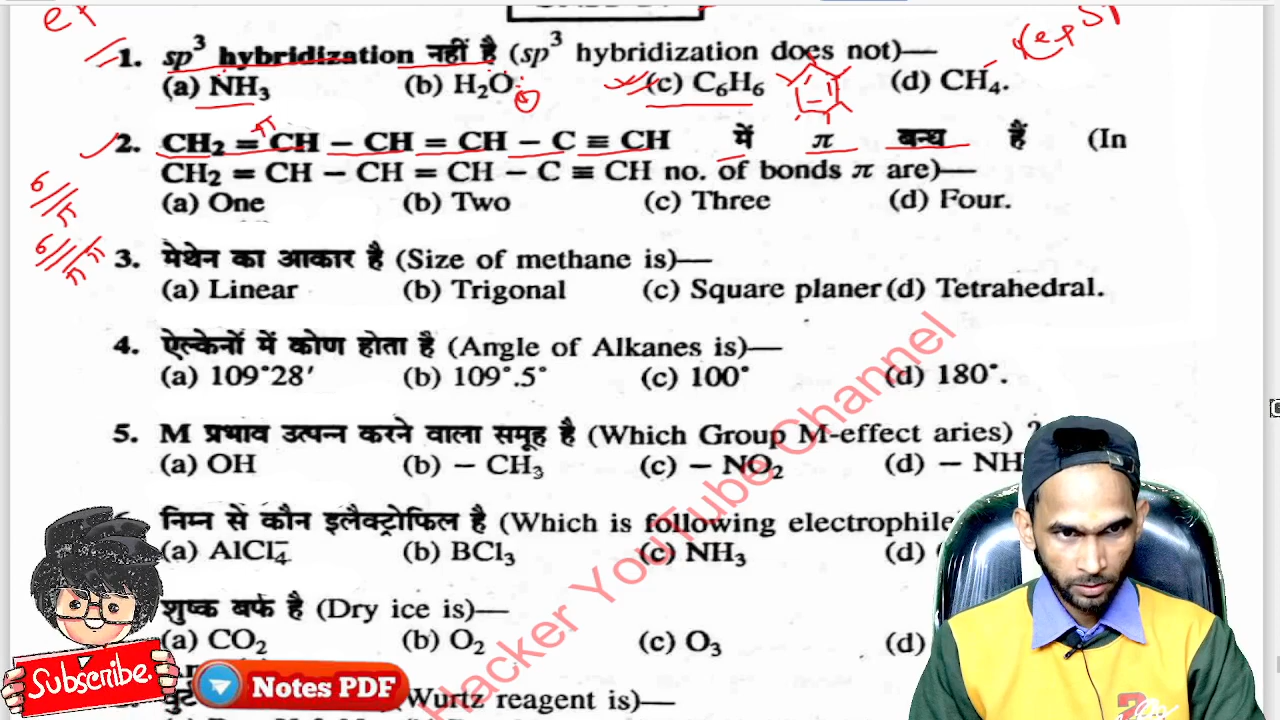 1. sp³ hybridization नहीं है (sp³ hybridization does not)—
(a) NH₃ (b) H₂O (c) C₆H₆ (d) CH₄.
2. CH₂ = CH – CH = CH – C ≡ CH में π बन्ध हैं (In
CH₂ = CH – CH = CH – C ≡ CH no. of bonds π are)—
(a) One (b) Two (c) Three (d) Four.
3. मेथेन का आकार है (Size of methane is)—
(a) Linear (b) Trigonal (c) Square planer (d) Tetrahedral.
4. ऐल्केनों में कोण होता है (Angle of Alkanes is)—
(a) 109°28′ (b) 109°.5° (c) 100° (d) 180°.
5. M प्रभाव उत्पन्न करने वाला समूह है (Which Group M-effect aries) ?
(a) OH (b) – CH₃ (c) – NO₂ (d) – NH
निम्न से कौन इलैक्ट्रोफिल है (Which is following electrophile
(a) AlCl₄⁻ (b) BCl₃ (c) NH₃ (d)
शुष्क बर्फ है (Dry ice is)—
(a) CO₂ (b) O₂ (c) O₃ (d)
(Wurtz reagent is)—
Hacker YouTube Channel
Subscribe.
Notes PDF
π
σ
π
σ
π π